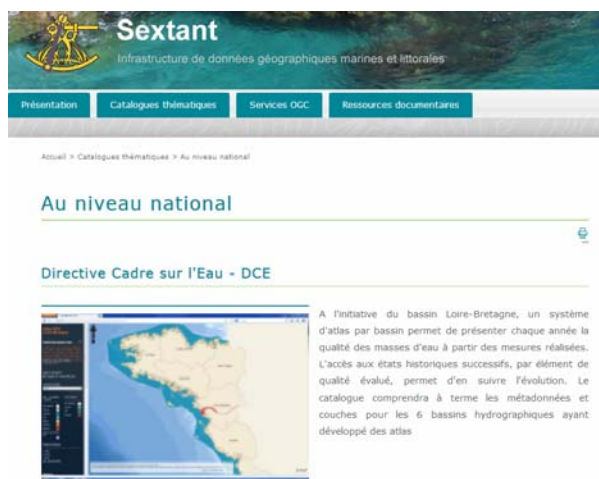 Sextant
Infrastructure de données géographiques marines et littorales
Présentation
Catalogues thématiques
Services OGC
Ressources documentaires
Accueil > Catalogues thématiques > Au niveau national
Au niveau national
Directive Cadre sur l'Eau - DCE
A l'initiative du bassin Loire-Bretagne, un système
d'atlas par bassin permet de présenter chaque année la
qualité des masses d'eau à partir des mesures réalisées.
L'accès aux états historiques successifs, par élément de
qualité évalué, permet d'en suivre l'évolution. Le
catalogue comprendra à terme les métadonnées et
couches pour les 6 bassins hydrographiques ayant
développé des atlas